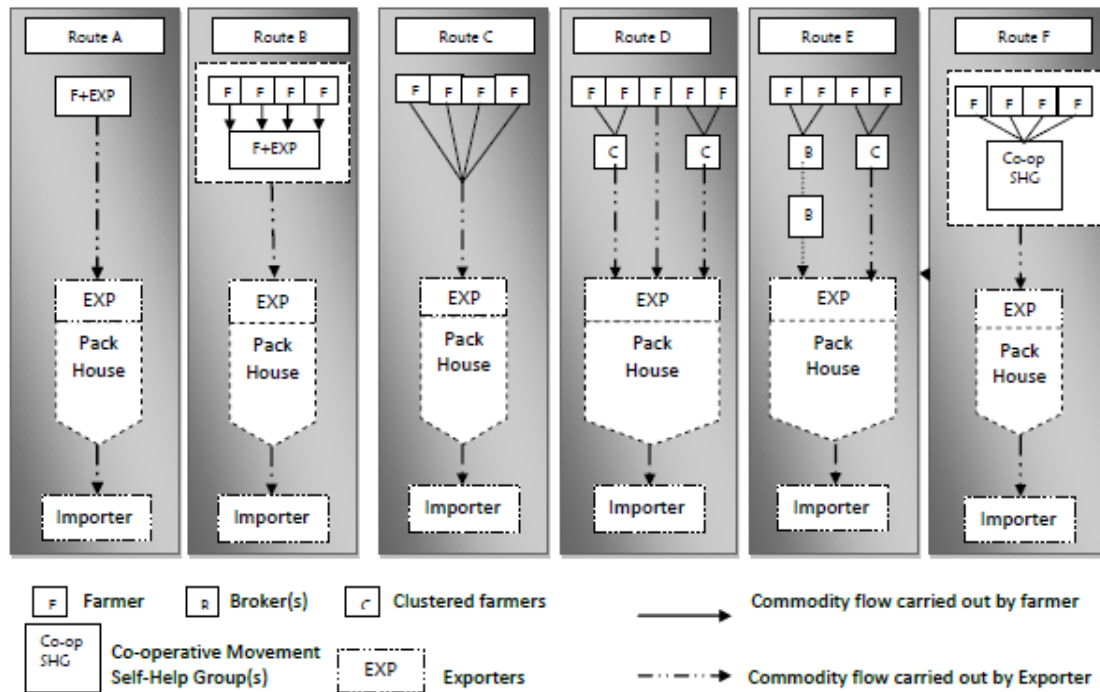 Route A
Route B
Route C
Route D
Route E
Route F
F+EXP
F F F F
F+EXP
F F F F
F F F F F
C C
F F F F
B C
B
F F F F
Co-op
SHG
EXP
Pack
House
EXP
Pack
House
EXP
Pack
House
EXP
Pack
House
EXP
Pack
House
EXP
Pack
House
Importer
Importer
Importer
Importer
Importer
Importer
F Farmer
B Broker(s)
C Clustered farmers
Commodity flow carried out by farmer
Co-op
SHG
Co-operative Movement
Self-Help Group(s)
EXP Exporters
Commodity flow carried out by Exporter